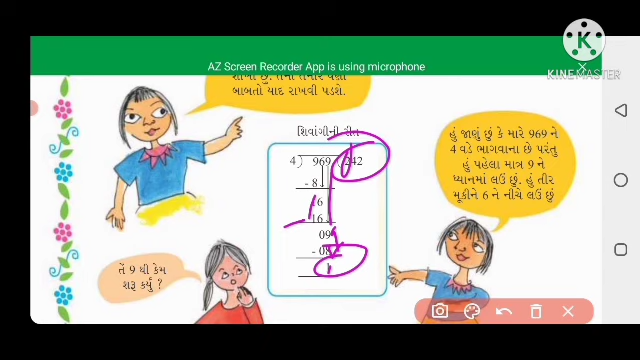 AZ Screen Recorder App is using microphone
KINEMASTER
બાબતો યાદ રાખવી પડશે.
શિવાંગીની રીત
4) 969 (242
- 8
16
- 16
09
- 08
1
હું જાણું છું કે મારે 969 ને
4 વડે ભાગવાના છે પરંતુ
હું પહેલા માત્ર 9 ને
ધ્યાનમાં લઉં છું. હું તીર
મૂકીને 6 ને નીચે લઉં છું
તેં 9 થી કેમ
શરૂ કર્યું ?